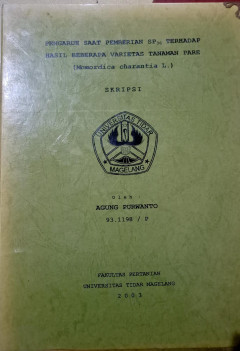 PENGARUH SAAT PEMBERIAN SP₃₆ TERHADAP
HASIL BEBERAPA VARIETAS TANAMAN PARE
(Momordica charantia L.)
SKRIPSI
UNIVERSITAS TIDAR
MAGELANG
Oleh
AGUNG PURWANTO
93.1198 / P
FAKULTAS PERTANIAN
UNIVERSITAS TIDAR MAGELANG
2003